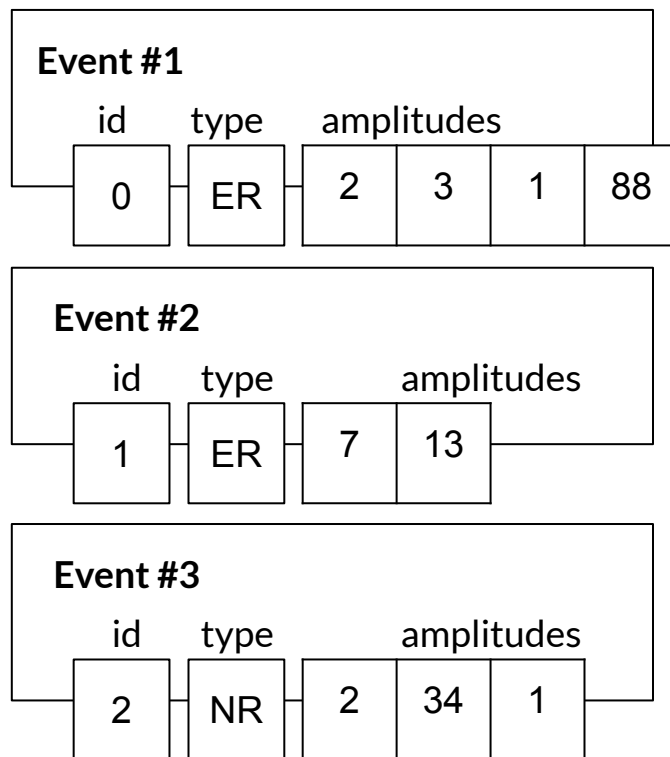 Event #1
id type amplitudes
0 ER 2 3 1 88
Event #2
id type amplitudes
1 ER 7 13
Event #3
id type amplitudes
2 NR 2 34 1